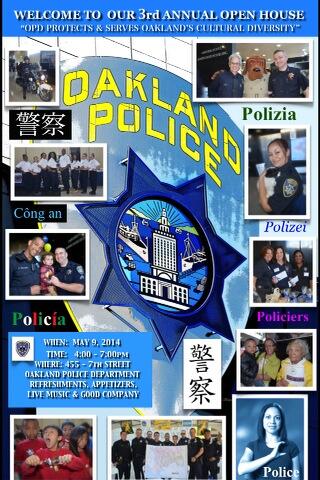 WELCOME TO OUR 3rd ANNUAL OPEN HOUSE
"OPD PROTECTS & SERVES OAKLAND'S CULTURAL DIVERSITY"
OAKLAND
POLICE
Polizia
警察
Công an
Polizei
Policía
Policiers
警察
WHEN: MAY 9, 2014
TIME: 4:00 - 7:00PM
WHERE: 455 - 7TH STREET
OAKLAND POLICE DEPARTMENT
REFRESHMENTS, APPETIZERS,
LIVE MUSIC & GOOD COMPANY
Police